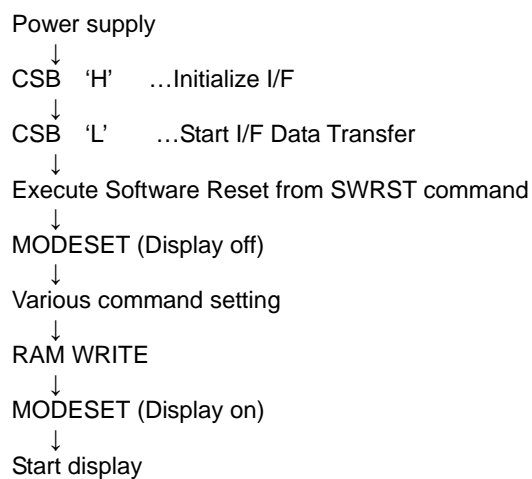 Power supply
↓
CSB ‘H’ …Initialize I/F
↓
CSB ‘L’ …Start I/F Data Transfer
↓
Execute Software Reset from SWRST command
↓
MODESET (Display off)
↓
Various command setting
↓
RAM WRITE
↓
MODESET (Display on)
↓
Start display